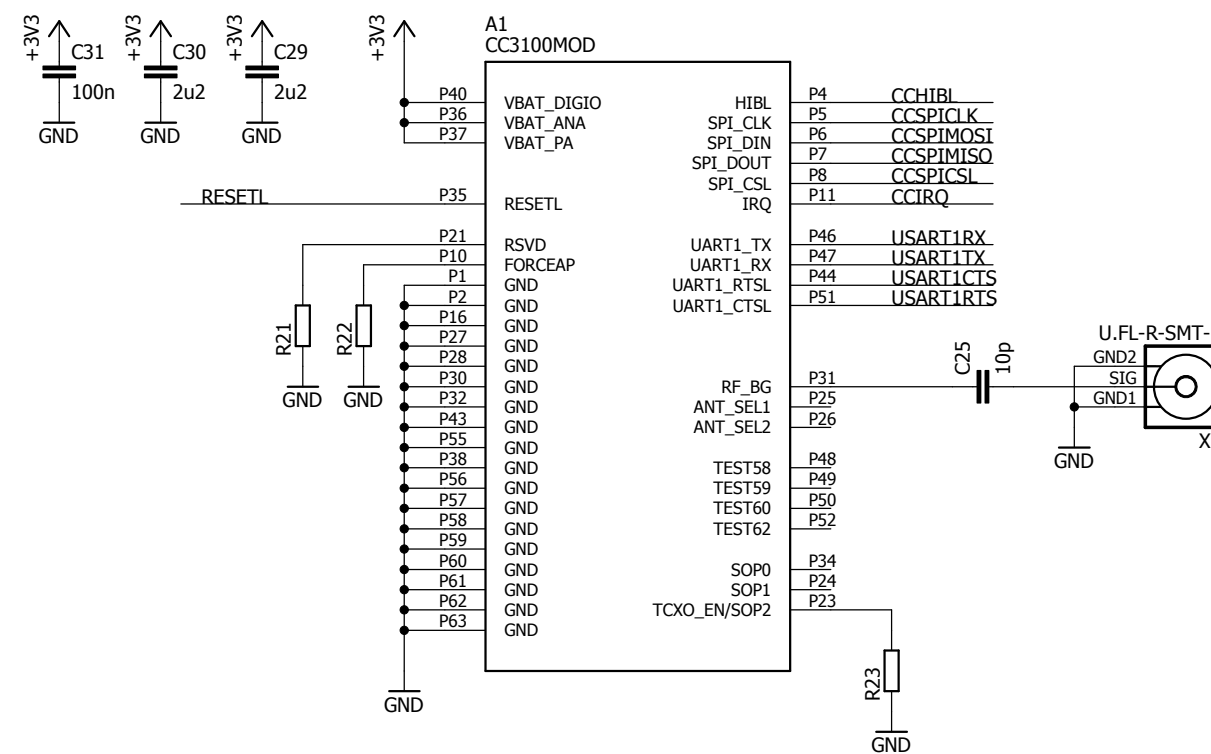 +3V3
C31
100n
GND
+3V3
C30
2u2
GND
+3V3
C29
2u2
GND
+3V3
A1
CC3100MOD
P40 VBAT_DIGIO
P36 VBAT_ANA
P37 VBAT_PA
RESETL P35 RESETL
P21 RSVD
P10 FORCEAP
P1 GND
P2 GND
P16 GND
P27 GND
P28 GND
P30 GND
P32 GND
P43 GND
P55 GND
P38 GND
P56 GND
P57 GND
P58 GND
P59 GND
P60 GND
P61 GND
P62 GND
P63 GND
GND
R21
GND
R22
GND
HIBL P4 CCHIBL
SPI_CLK P5 CCSPICLK
SPI_DIN P6 CCSPIMOSI
SPI_DOUT P7 CCSPIMISO
SPI_CSL P8 CCSPICSL
IRQ P11 CCIRQ
UART1_TX P46 USART1RX
UART1_RX P47 USART1TX
UART1_RTSL P44 USART1CTS
UART1_CTSL P51 USART1RTS
RF_BG P31
ANT_SEL1 P25
ANT_SEL2 P26
TEST58 P48
TEST59 P49
TEST60 P50
TEST62 P52
SOP0 P34
SOP1 P24
TCXO_EN/SOP2 P23
R23
GND
C25
10p
U.FL-R-SMT-
GND2
SIG
GND1
X
GND